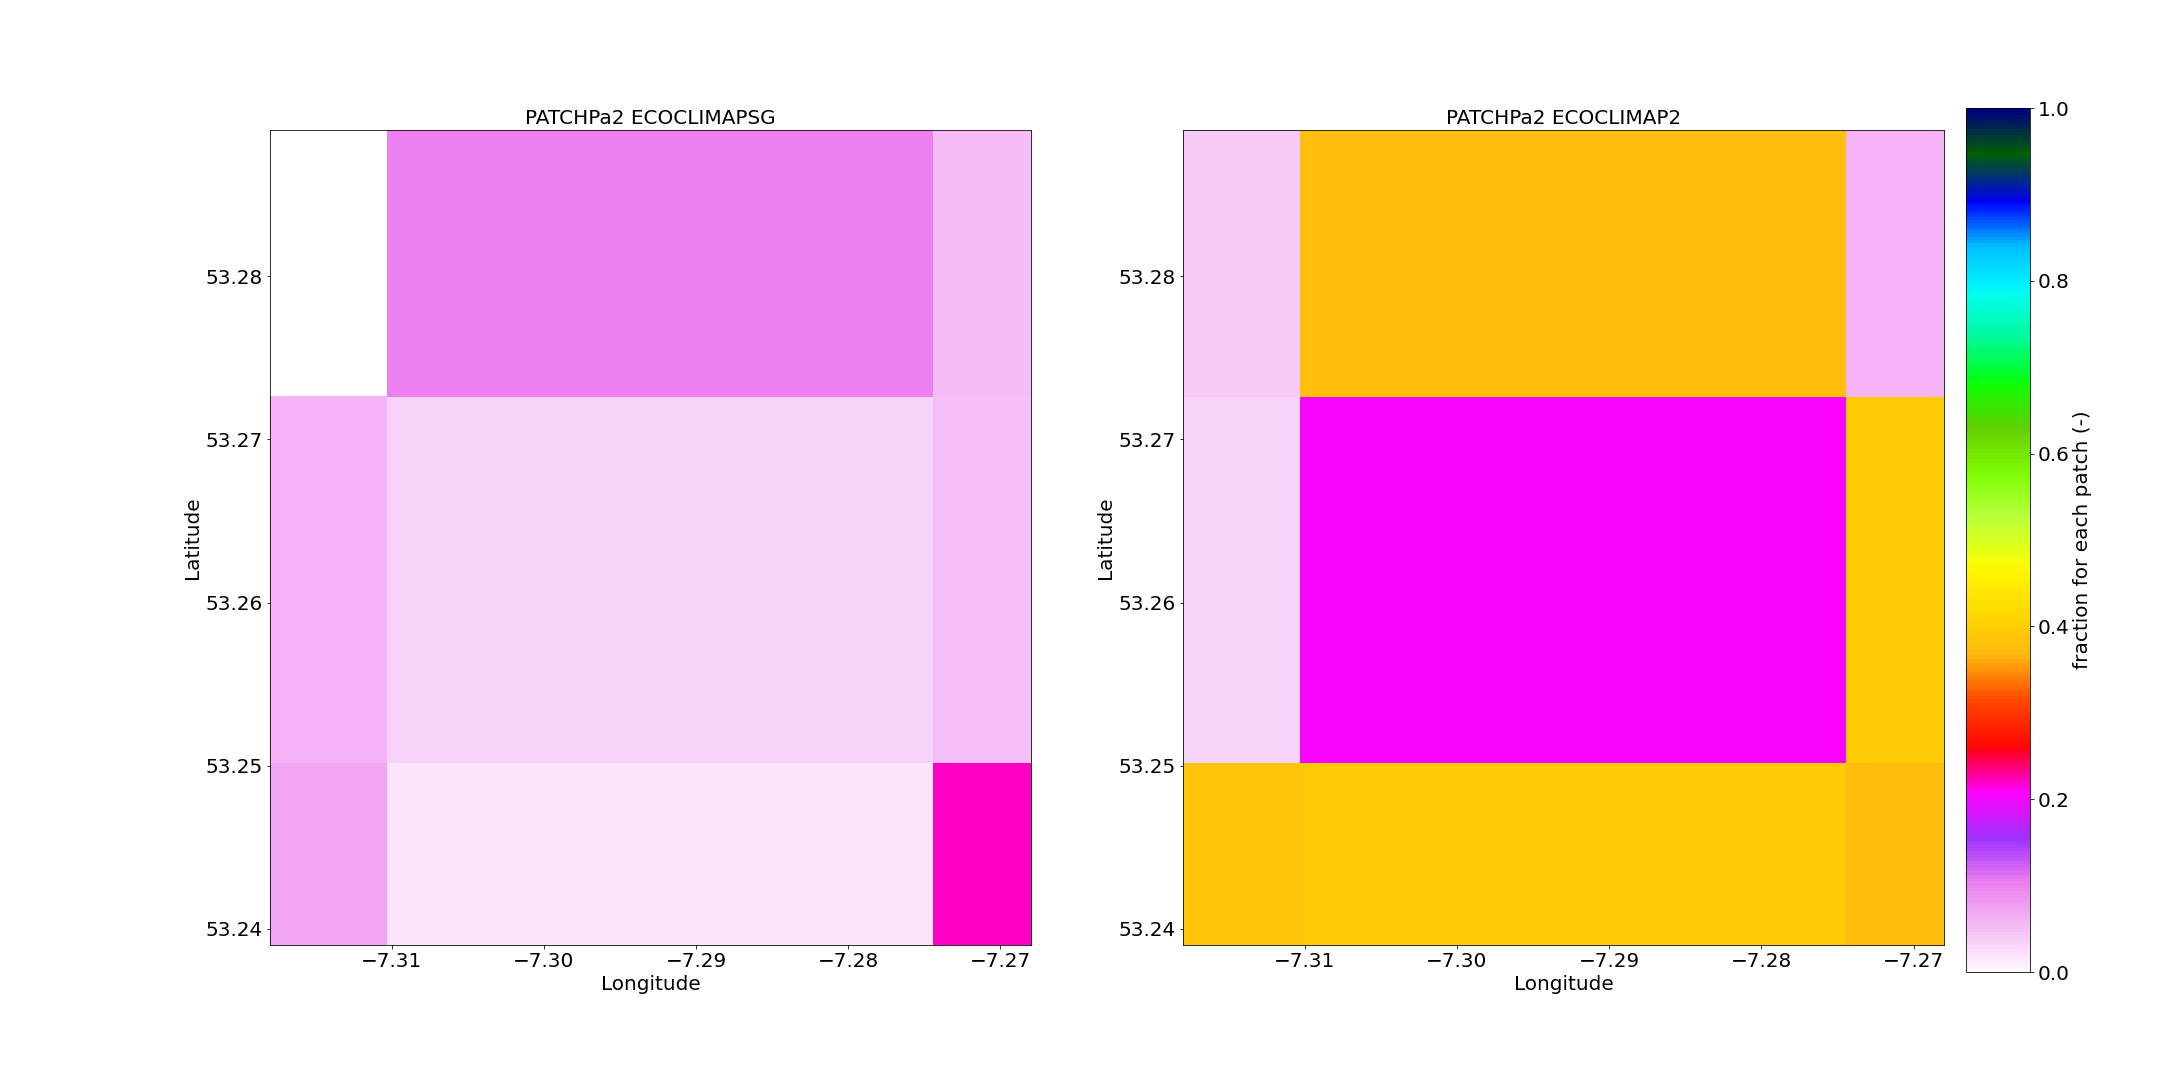 PATCHPa2 ECOCLIMAPSG
53.28
53.27
53.26
53.25
53.24
Latitude
−7.31 −7.30 −7.29 −7.28 −7.27
Longitude
PATCHPa2 ECOCLIMAP2
53.28
53.27
53.26
53.25
53.24
Latitude
−7.31 −7.30 −7.29 −7.28 −7.27
Longitude
1.0
0.8
0.6
0.4
0.2
0.0
fraction for each patch (-)